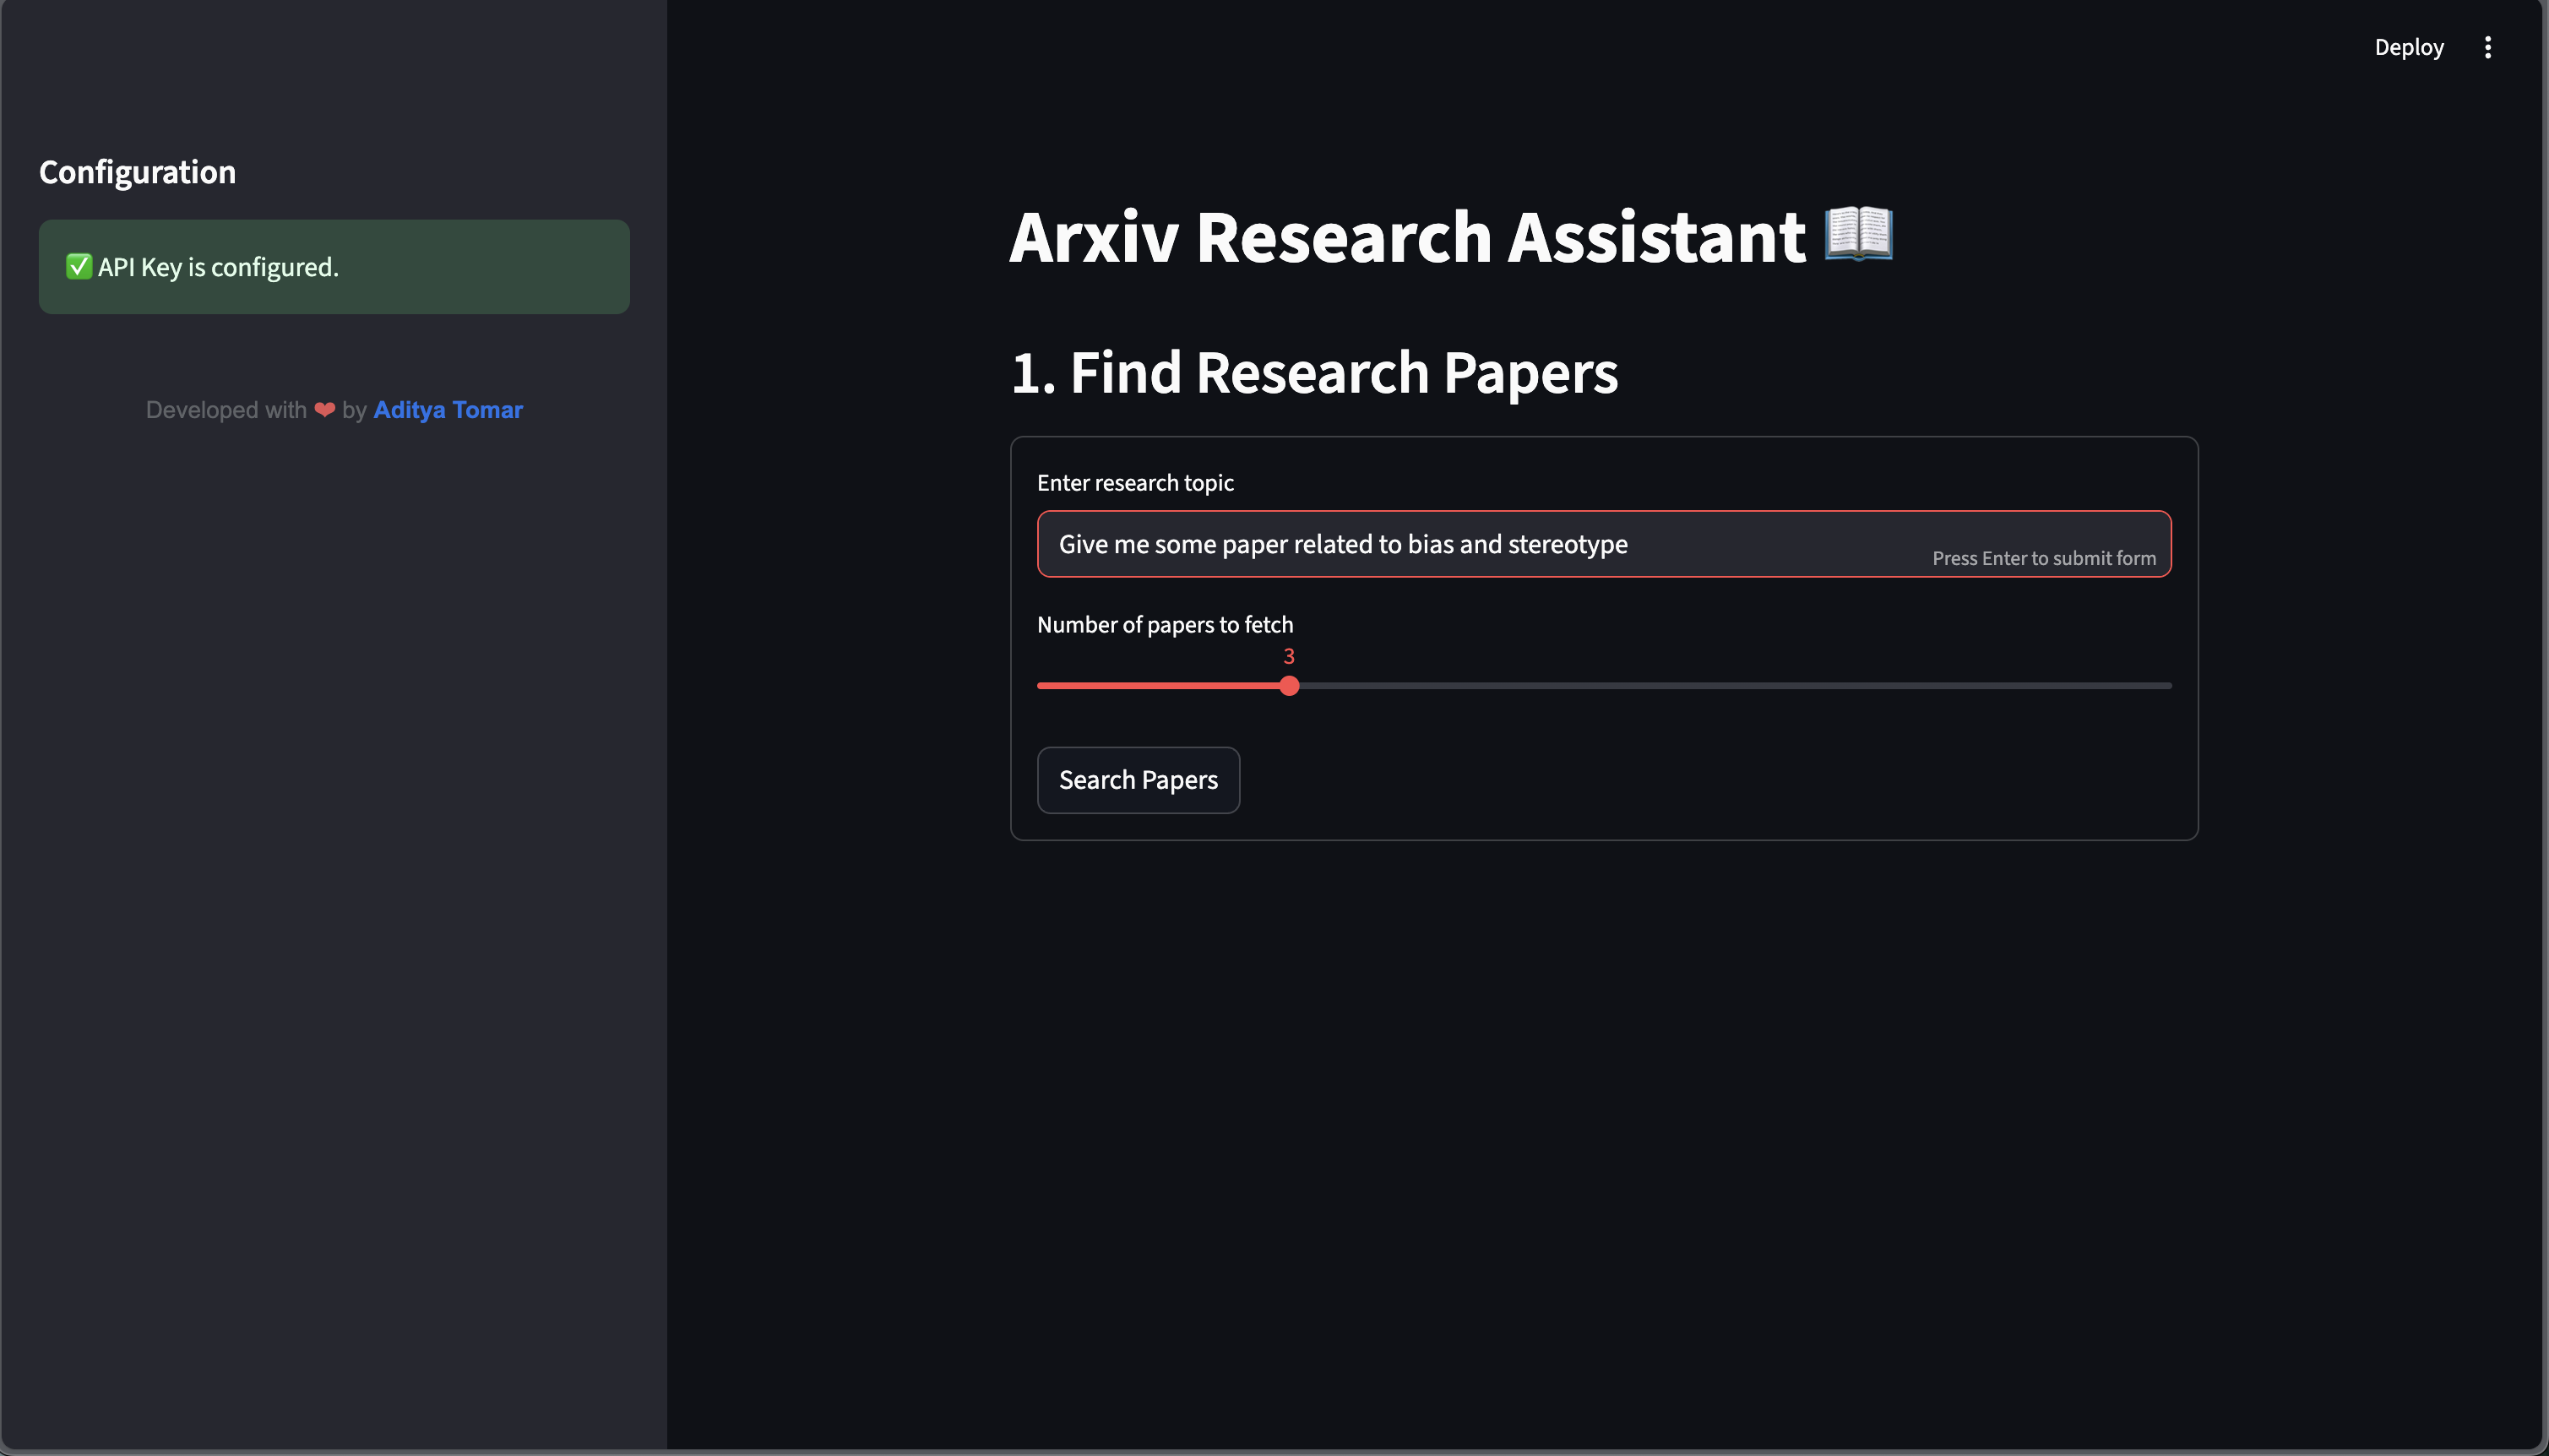 Deploy
Configuration
✅ API Key is configured.
Developed with ❤ by Aditya Tomar
Arxiv Research Assistant 📖
1. Find Research Papers
Enter research topic
Give me some paper related to bias and stereotype
Press Enter to submit form
Number of papers to fetch
3
Search Papers